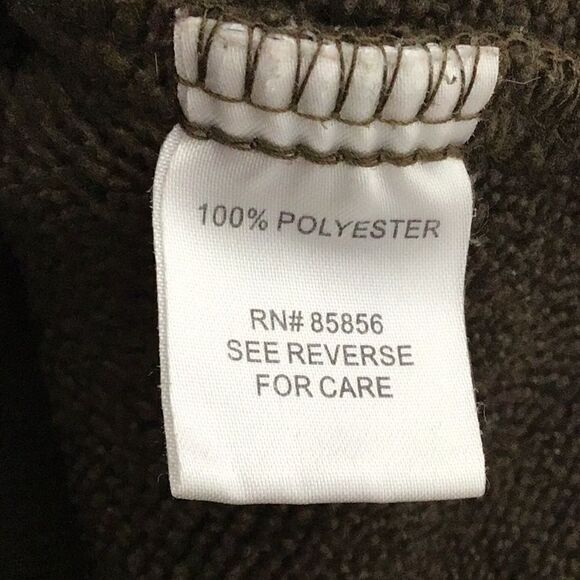 100% POLYESTER
RN# 85856
SEE REVERSE
FOR CARE